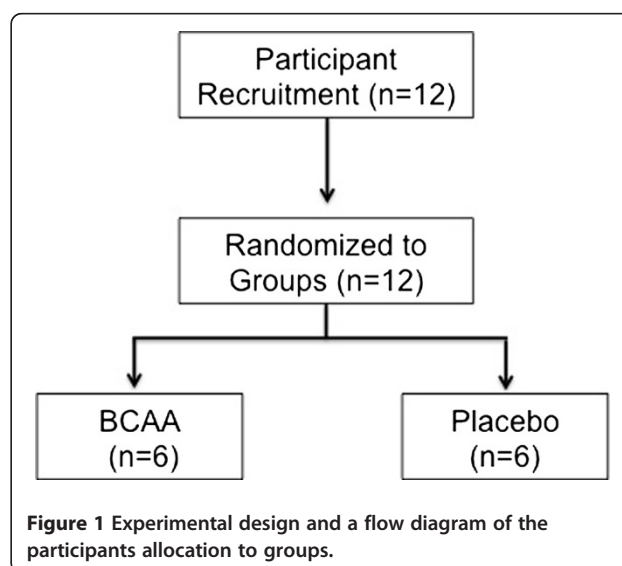 Participant
Recruitment (n=12)
Randomized to
Groups (n=12)
BCAA
(n=6)
Placebo
(n=6)
Figure 1 Experimental design and a flow diagram of the
participants allocation to groups.